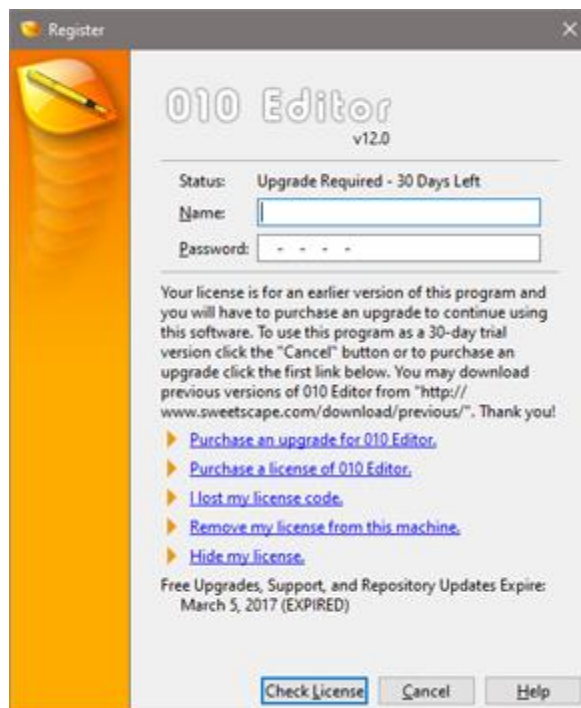 Register
010 Editor
v12.0
Status: Upgrade Required - 30 Days Left
Name:
Password: - - - -
Your license is for an earlier version of this program and
you will have to purchase an upgrade to continue using
this software. To use this program as a 30-day trial
version click the "Cancel" button or to purchase an
upgrade click the first link below. You may download
previous versions of 010 Editor from "http://
www.sweetscape.com/download/previous/". Thank you!
Purchase an upgrade for 010 Editor.
Purchase a license of 010 Editor.
I lost my license code.
Remove my license from this machine.
Hide my license.
Free Upgrades, Support, and Repository Updates Expire:
March 5, 2017 (EXPIRED)
Check License Cancel Help